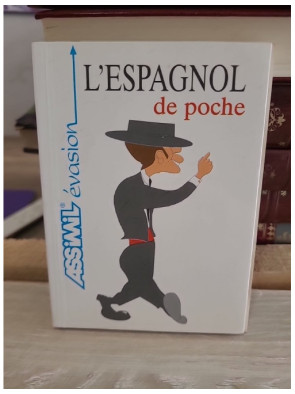 L'ESPAGNOL
de poche
ASSiMiL® évasion